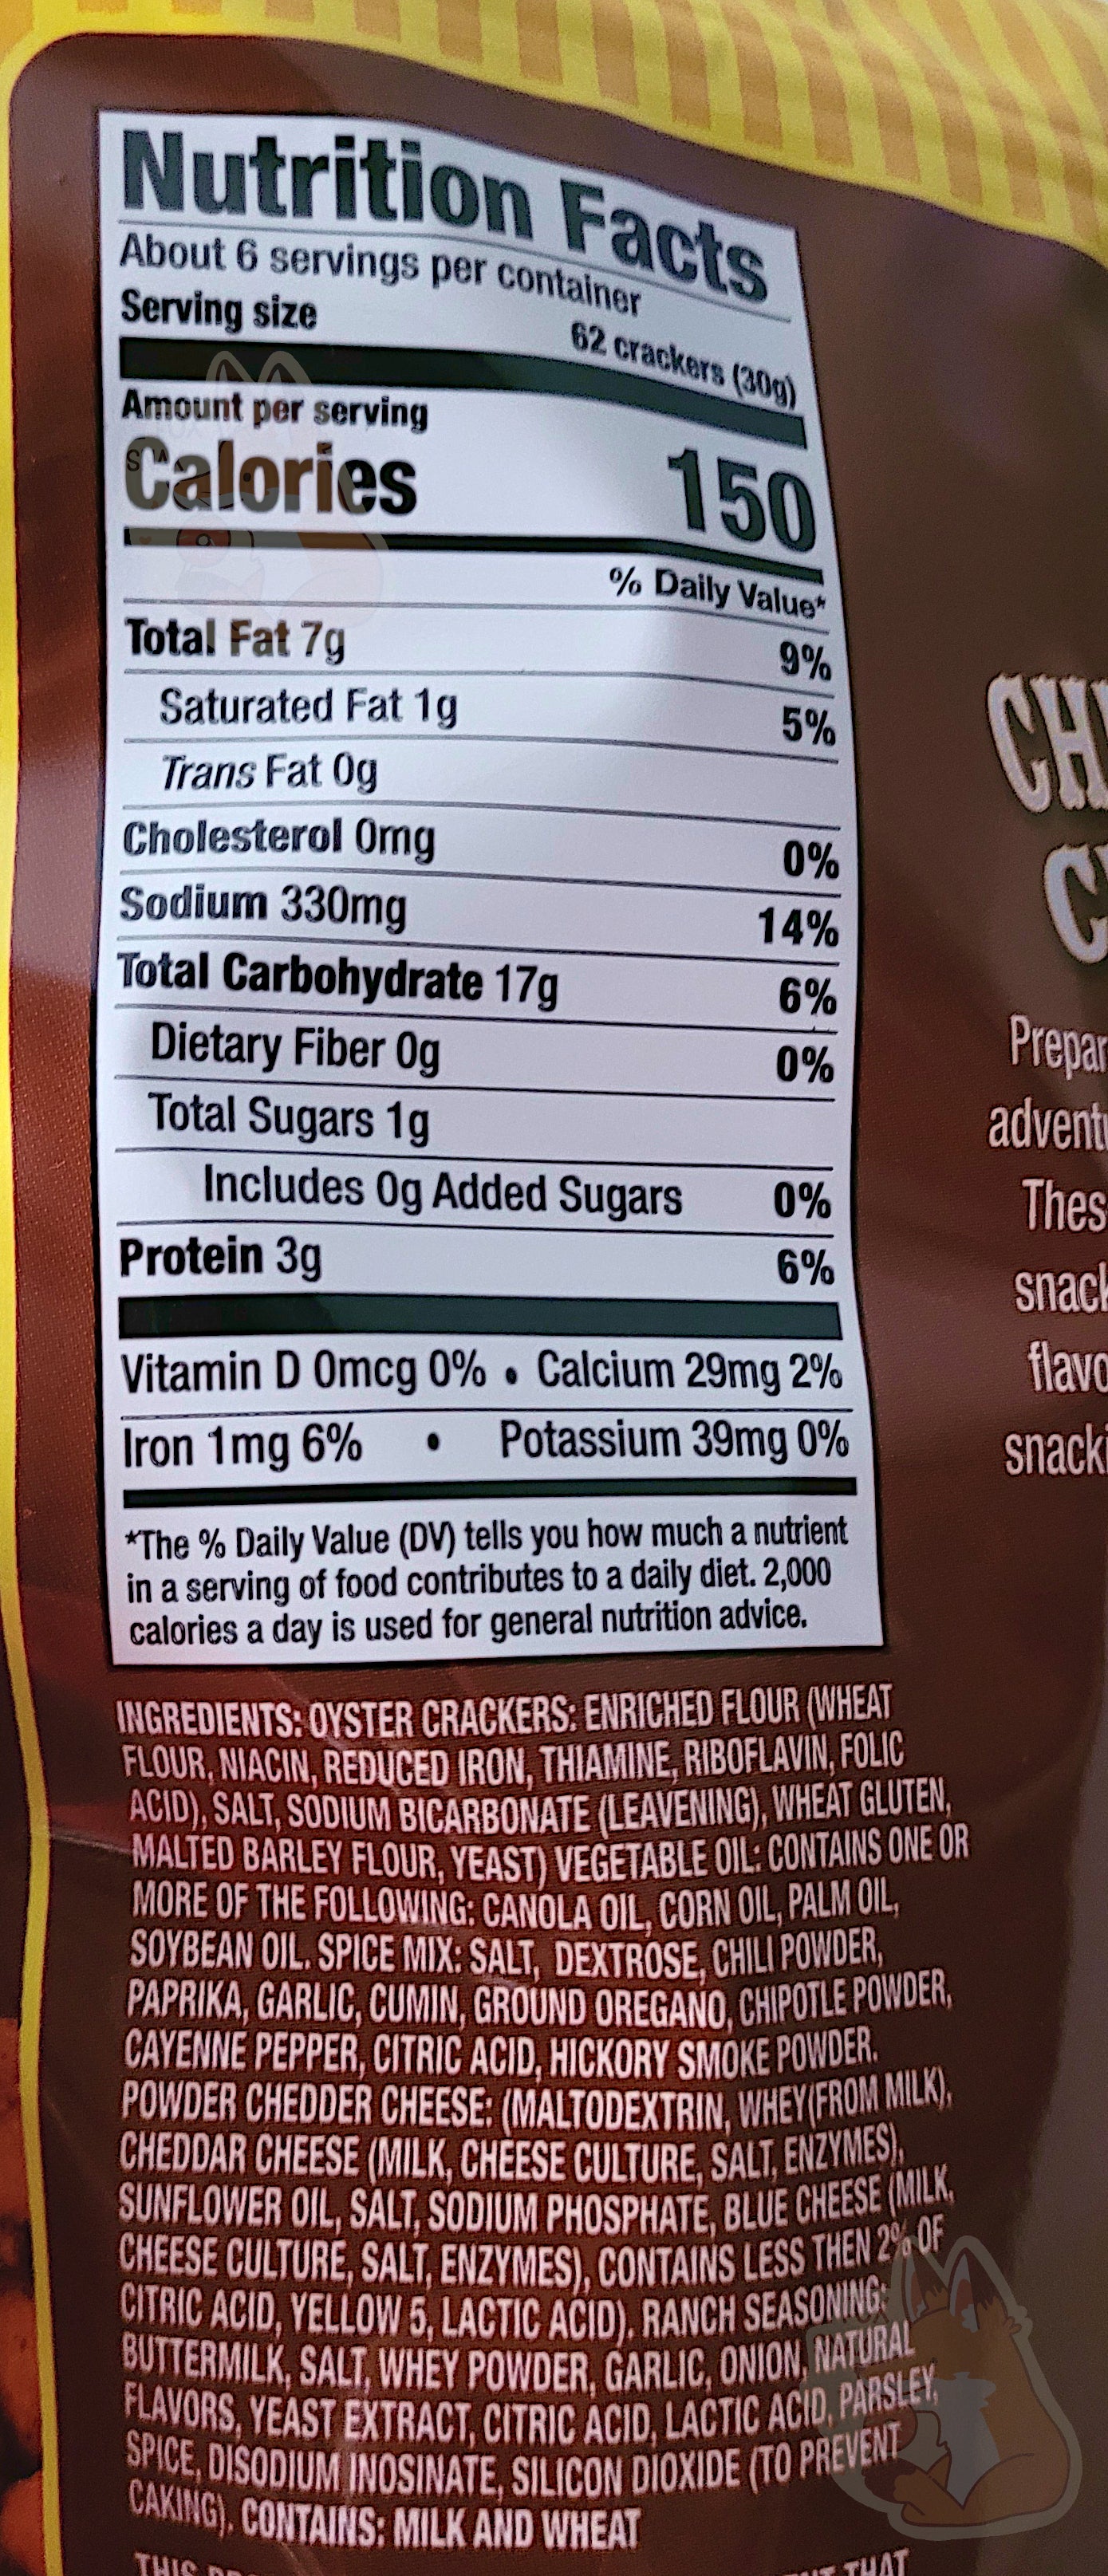 Nutrition Facts
About 6 servings per container
Serving size 62 crackers (30g)
Amount per serving
Calories 150
% Daily Value*
Total Fat 7g 9%
Saturated Fat 1g 5%
Trans Fat 0g
Cholesterol 0mg 0%
Sodium 330mg 14%
Total Carbohydrate 17g 6%
Dietary Fiber 0g 0%
Total Sugars 1g
Includes 0g Added Sugars 0%
Protein 3g 6%
Vitamin D 0mcg 0% • Calcium 29mg 2%
Iron 1mg 6% • Potassium 39mg 0%
*The % Daily Value (DV) tells you how much a nutrient
in a serving of food contributes to a daily diet. 2,000
calories a day is used for general nutrition advice.
INGREDIENTS: OYSTER CRACKERS: ENRICHED FLOUR (WHEAT
FLOUR, NIACIN, REDUCED IRON, THIAMINE, RIBOFLAVIN, FOLIC
ACID), SALT, SODIUM BICARBONATE (LEAVENING), WHEAT GLUTEN,
MALTED BARLEY FLOUR, YEAST) VEGETABLE OIL: CONTAINS ONE OR
MORE OF THE FOLLOWING: CANOLA OIL, CORN OIL, PALM OIL,
SOYBEAN OIL. SPICE MIX: SALT, DEXTROSE, CHILI POWDER,
PAPRIKA, GARLIC, CUMIN, GROUND OREGANO, CHIPOTLE POWDER,
CAYENNE PEPPER, CITRIC ACID, HICKORY SMOKE POWDER.
POWDER CHEDDER CHEESE: (MALTODEXTRIN, WHEY(FROM MILK),
CHEDDAR CHEESE (MILK, CHEESE CULTURE, SALT, ENZYMES),
SUNFLOWER OIL, SALT, SODIUM PHOSPHATE, BLUE CHEESE (MILK,
CHEESE CULTURE, SALT, ENZYMES), CONTAINS LESS THEN 2% OF
CITRIC ACID, YELLOW 5, LACTIC ACID). RANCH SEASONING:
BUTTERMILK, SALT, WHEY POWDER, GARLIC, ONION, NATURAL
FLAVORS, YEAST EXTRACT, CITRIC ACID, LACTIC ACID, PARSLEY,
SPICE, DISODIUM INOSINATE, SILICON DIOXIDE (TO PREVENT
CAKING). CONTAINS: MILK AND WHEAT
THIS THAT
CH
C
Prepar
advent
Thes
snack
flavo
snacki